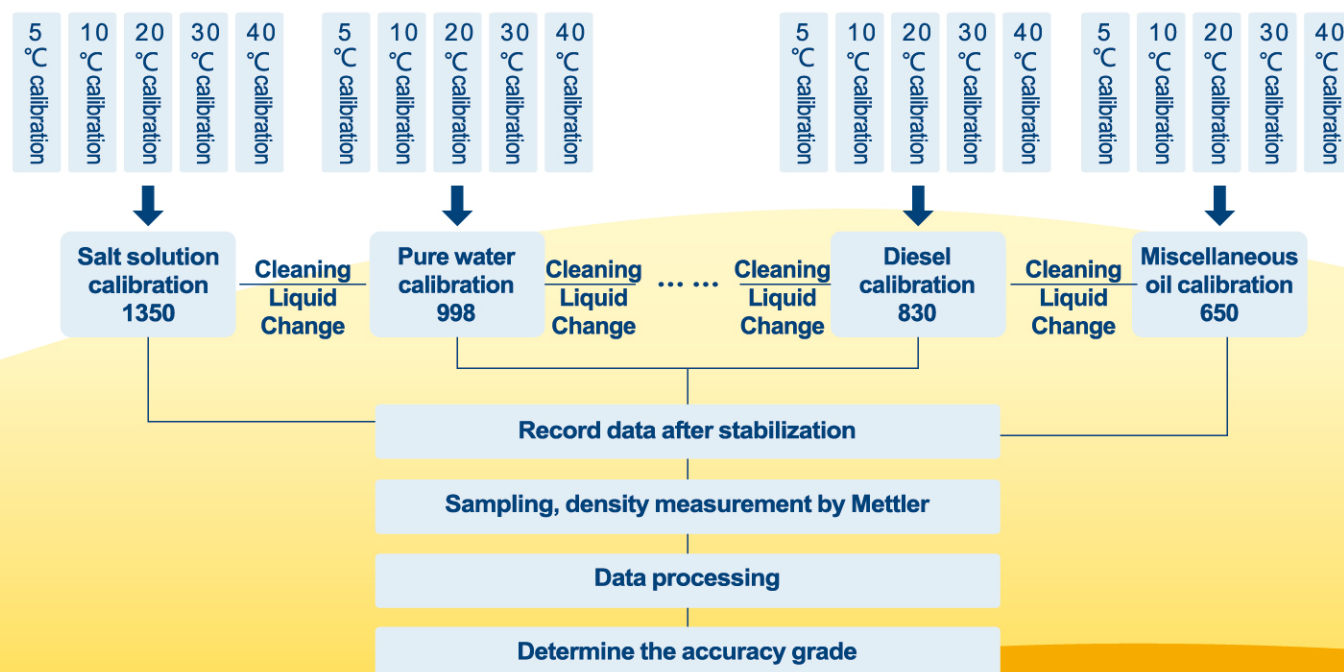 5 ℃ calibration
10 ℃ calibration
20 ℃ calibration
30 ℃ calibration
40 ℃ calibration
5 ℃ calibration
10 ℃ calibration
20 ℃ calibration
30 ℃ calibration
40 ℃ calibration
5 ℃ calibration
10 ℃ calibration
20 ℃ calibration
30 ℃ calibration
40 ℃ calibration
5 ℃ calibration
10 ℃ calibration
20 ℃ calibration
30 ℃ calibration
40 ℃ calibration
Salt solution
calibration
1350
Cleaning
Liquid
Change
Pure water
calibration
998
Cleaning
Liquid
Change
... ...
Cleaning
Liquid
Change
Diesel
calibration
830
Cleaning
Liquid
Change
Miscellaneous
oil calibration
650
Record data after stabilization
Sampling, density measurement by Mettler
Data processing
Determine the accuracy grade